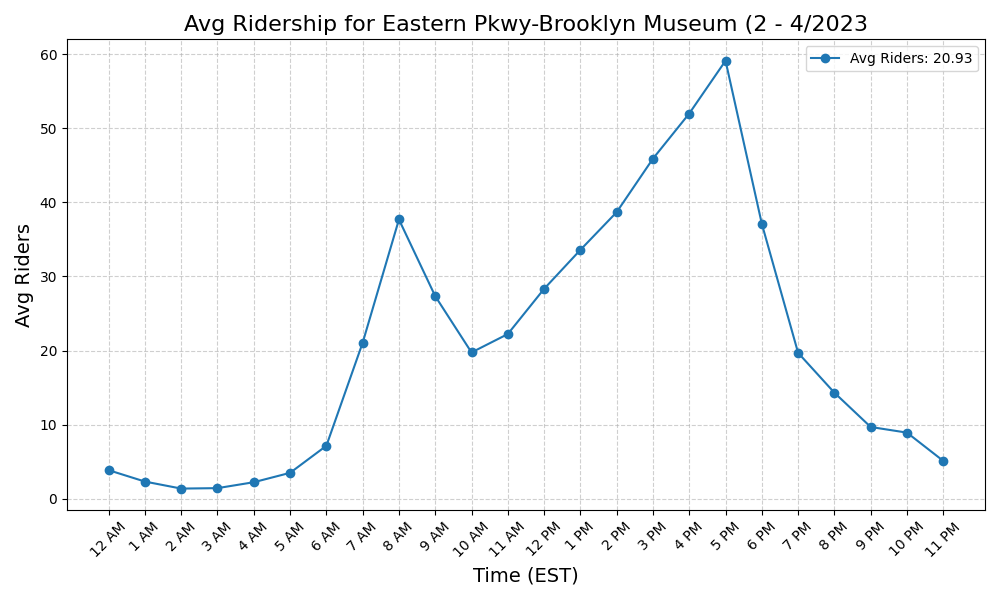 Avg Ridership for Eastern Pkwy-Brooklyn Museum (2 - 4/2023
Avg Riders: 20.93
Avg Riders
60
50
40
30
20
10
0
12 AM
1 AM
2 AM
3 AM
4 AM
5 AM
6 AM
7 AM
8 AM
9 AM
10 AM
11 AM
12 PM
1 PM
2 PM
3 PM
4 PM
5 PM
6 PM
7 PM
8 PM
9 PM
10 PM
11 PM
Time (EST)